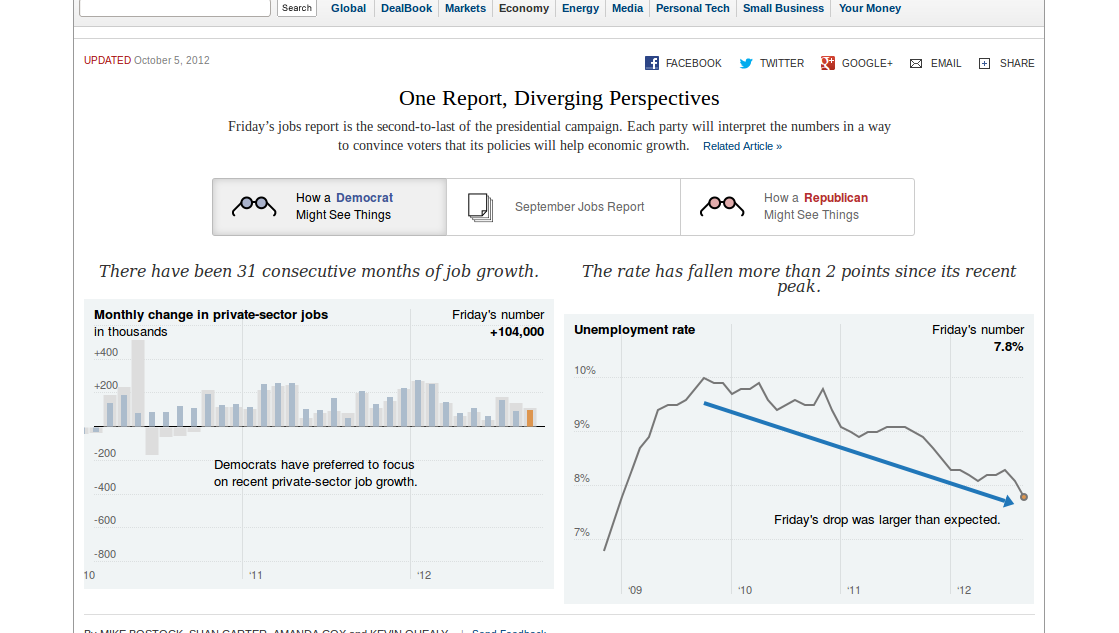 Search
Global
DealBook
Markets
Economy
Energy
Media
Personal Tech
Small Business
Your Money
UPDATED October 5, 2012
FACEBOOK
TWITTER
GOOGLE+
EMAIL
SHARE
One Report, Diverging Perspectives
Friday's jobs report is the second-to-last of the presidential campaign. Each party will interpret the numbers in a way
to convince voters that its policies will help economic growth. Related Article »
How a Democrat
Might See Things
September Jobs Report
How a Republican
Might See Things
There have been 31 consecutive months of job growth.
Monthly change in private-sector jobs
in thousands
Friday's number
+104,000
+400
+200
-200
-400
-600
-800
Democrats have preferred to focus
on recent private-sector job growth.
10
'11
'12
The rate has fallen more than 2 points since its recent
peak.
Unemployment rate
Friday's number
7.8%
10%
9%
8%
7%
Friday's drop was larger than expected.
'09
'10
'11
'12
By MIKE BOSTOCK, SHAN CARTER, AMANDA COX and KEVIN QUEALY | Send Feedback